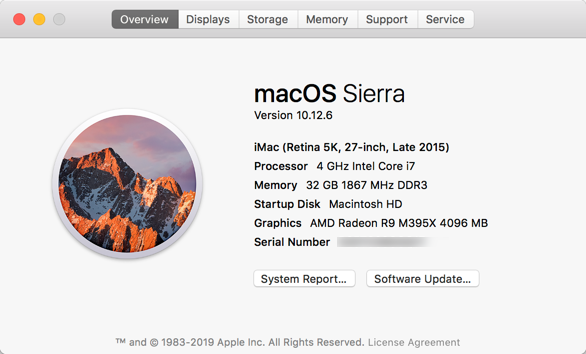 Overview Displays Storage Memory Support Service
macOS Sierra
Version 10.12.6
iMac (Retina 5K, 27-inch, Late 2015)
Processor 4 GHz Intel Core i7
Memory 32 GB 1867 MHz DDR3
Startup Disk Macintosh HD
Graphics AMD Radeon R9 M395X 4096 MB
Serial Number
System Report... Software Update...
™ and © 1983-2019 Apple Inc. All Rights Reserved. License Agreement